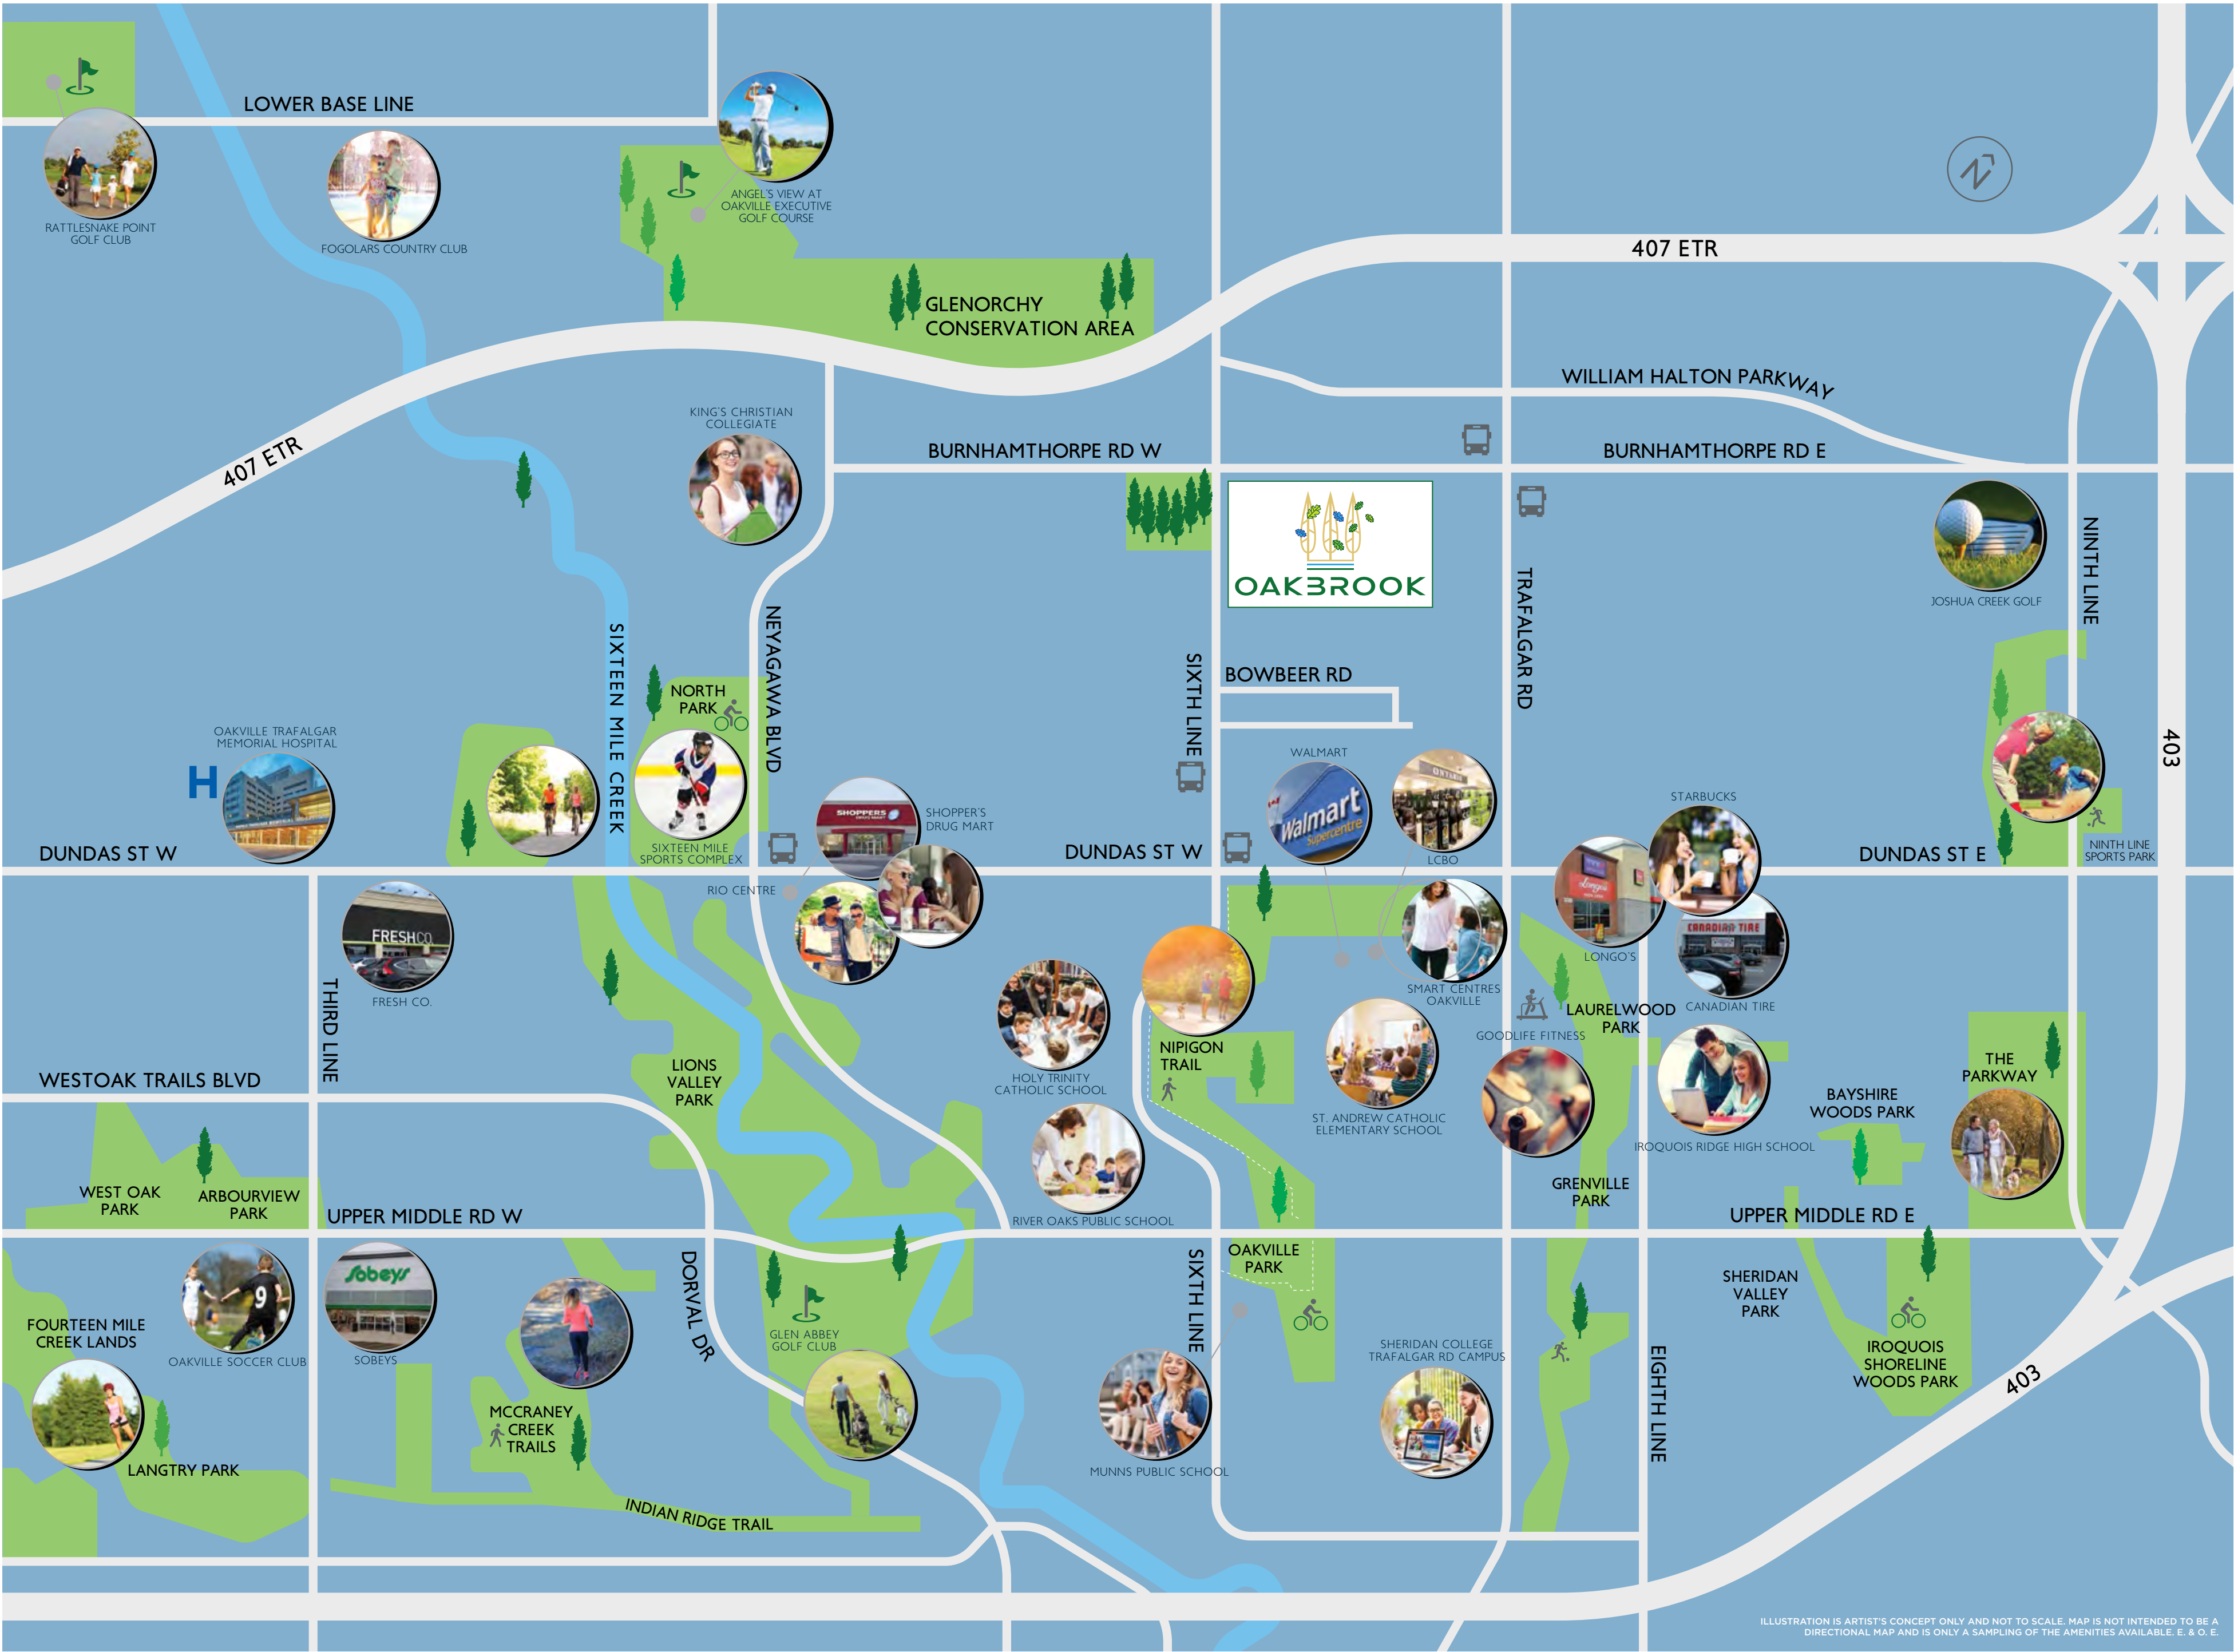 LOWER BASE LINE
RATTLESNAKE POINT
GOLF CLUB
FOGOLARS COUNTRY CLUB
ANGEL'S VIEW AT
OAKVILLE EXECUTIVE
GOLF COURSE
N
407 ETR
GLENORCHY
CONSERVATION AREA
WILLIAM HALTON PARKWAY
KING'S CHRISTIAN
COLLEGIATE
407 ETR
BURNHAMTHORPE RD W
BURNHAMTHORPE RD E
OAKBROOK
JOSHUA CREEK GOLF
NINTH LINE
TRAFALGAR RD
SIXTEEN MILE CREEK
NEYAGAWA BLVD
SIXTH LINE
BOWBEER RD
NORTH
PARK
403
OAKVILLE TRAFALGAR
MEMORIAL HOSPITAL
H
WALMART
Walmart
Supercentre
ONTARIO
LCBO
STARBUCKS
SHOPPERS
DRUG MART
SHOPPER'S
DRUG MART
SIXTEEN MILE
SPORTS COMPLEX
DUNDAS ST W
DUNDAS ST W
DUNDAS ST E
NINTH LINE
SPORTS PARK
RIO CENTRE
FRESHCO.
FRESH CO.
Longo's
LONGO'S
CANADIAN TIRE
CANADIAN TIRE
SMART CENTRES
OAKVILLE
THIRD LINE
LAURELWOOD
PARK
GOODLIFE FITNESS
NIPIGON
TRAIL
HOLY TRINITY
CATHOLIC SCHOOL
LIONS
VALLEY
PARK
THE
PARKWAY
WESTOAK TRAILS BLVD
BAYSHIRE
WOODS PARK
ST. ANDREW CATHOLIC
ELEMENTARY SCHOOL
IROQUOIS RIDGE HIGH SCHOOL
WEST OAK
PARK
ARBOURVIEW
PARK
GRENVILLE
PARK
RIVER OAKS PUBLIC SCHOOL
UPPER MIDDLE RD W
UPPER MIDDLE RD E
OAKVILLE
PARK
SIXTH LINE
DORVAL DR
Sobeys
SOBEYS
9
OAKVILLE SOCCER CLUB
FOURTEEN MILE
CREEK LANDS
GLEN ABBEY
GOLF CLUB
SHERIDAN
VALLEY
PARK
SHERIDAN COLLEGE
TRAFALGAR RD CAMPUS
IROQUOIS
SHORELINE
WOODS PARK
EIGHTH LINE
403
MCCRANEY
CREEK
TRAILS
LANGTRY PARK
MUNNS PUBLIC SCHOOL
INDIAN RIDGE TRAIL
ILLUSTRATION IS ARTIST'S CONCEPT ONLY AND NOT TO SCALE. MAP IS NOT INTENDED TO BE A
DIRECTIONAL MAP AND IS ONLY A SAMPLING OF THE AMENITIES AVAILABLE. E. & O. E.